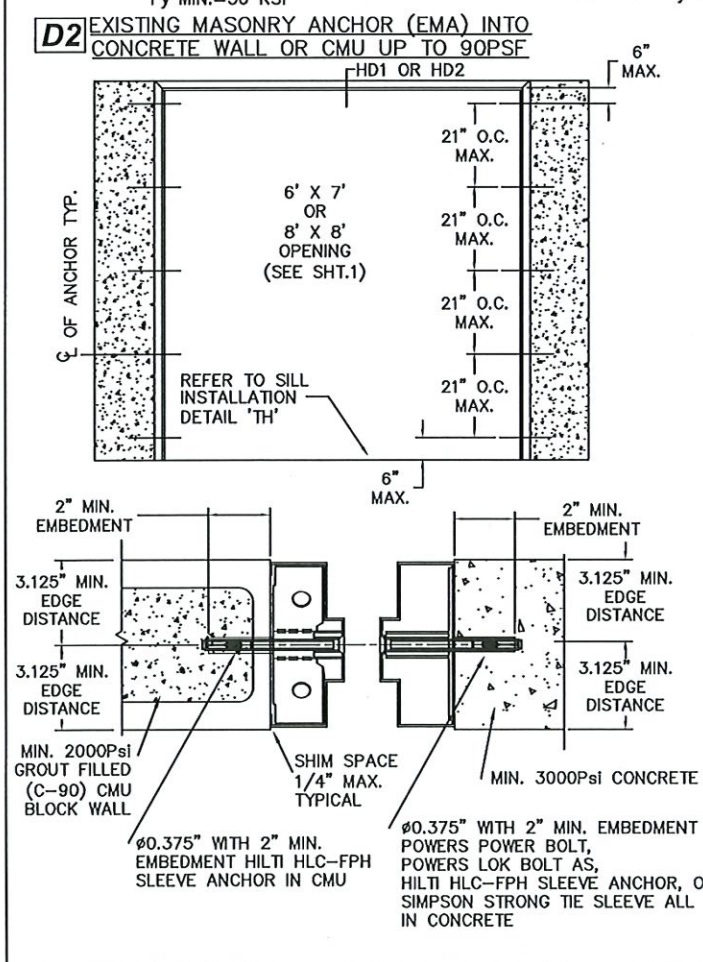 D2 EXISTING MASONRY ANCHOR (EMA) INTO
CONCRETE WALL OR CMU UP TO 90PSF
HD1 OR HD2
6"
MAX.
21" O.C.
MAX.
21" O.C.
MAX.
21" O.C.
MAX.
21" O.C.
MAX.
6' X 7'
OR
8' X 8'
OPENING
(SEE SHT.1)
℄ OF ANCHOR TYP.
REFER TO SILL
INSTALLATION
DETAIL 'TH'
6"
MAX.
2" MIN.
EMBEDMENT
2" MIN.
EMBEDMENT
3.125" MIN.
EDGE
DISTANCE
3.125" MIN.
EDGE
DISTANCE
3.125" MIN.
EDGE
DISTANCE
3.125" MIN.
EDGE
DISTANCE
MIN. 2000Psi
GROUT FILLED
(C-90) CMU
BLOCK WALL
SHIM SPACE
1/4" MAX.
TYPICAL
MIN. 3000Psi CONCRETE
ø0.375" WITH 2" MIN.
EMBEDMENT HILTI HLC-FPH
SLEEVE ANCHOR IN CMU
ø0.375" WITH 2" MIN. EMBEDMENT
POWERS POWER BOLT,
POWERS LOK BOLT AS,
HILTI HLC-FPH SLEEVE ANCHOR,
SIMPSON STRONG TIE SLEEVE ALL
IN CONCRETE